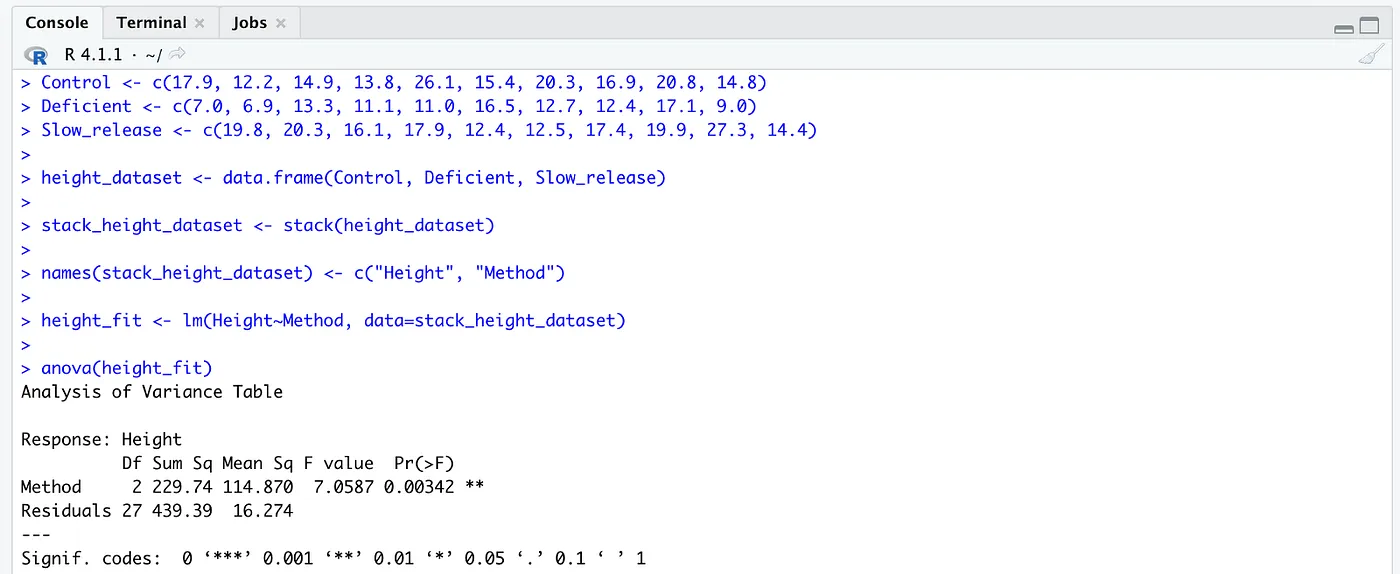 Console Terminal × Jobs ×
R R 4.1.1 · ~/
> Control <- c(17.9, 12.2, 14.9, 13.8, 26.1, 15.4, 20.3, 16.9, 20.8, 14.8)
> Deficient <- c(7.0, 6.9, 13.3, 11.1, 11.0, 16.5, 12.7, 12.4, 17.1, 9.0)
> Slow_release <- c(19.8, 20.3, 16.1, 17.9, 12.4, 12.5, 17.4, 19.9, 27.3, 14.4)
>
> height_dataset <- data.frame(Control, Deficient, Slow_release)
>
> stack_height_dataset <- stack(height_dataset)
>
> names(stack_height_dataset) <- c("Height", "Method")
>
> height_fit <- lm(Height~Method, data=stack_height_dataset)
>
> anova(height_fit)
Analysis of Variance Table
Response: Height
          Df Sum Sq Mean Sq F value  Pr(>F)
Method     2 229.74 114.870  7.0587 0.00342 **
Residuals 27 439.39  16.274
---
Signif. codes:  0 ‘***’ 0.001 ‘**’ 0.01 ‘*’ 0.05 ‘.’ 0.1 ‘ ’ 1